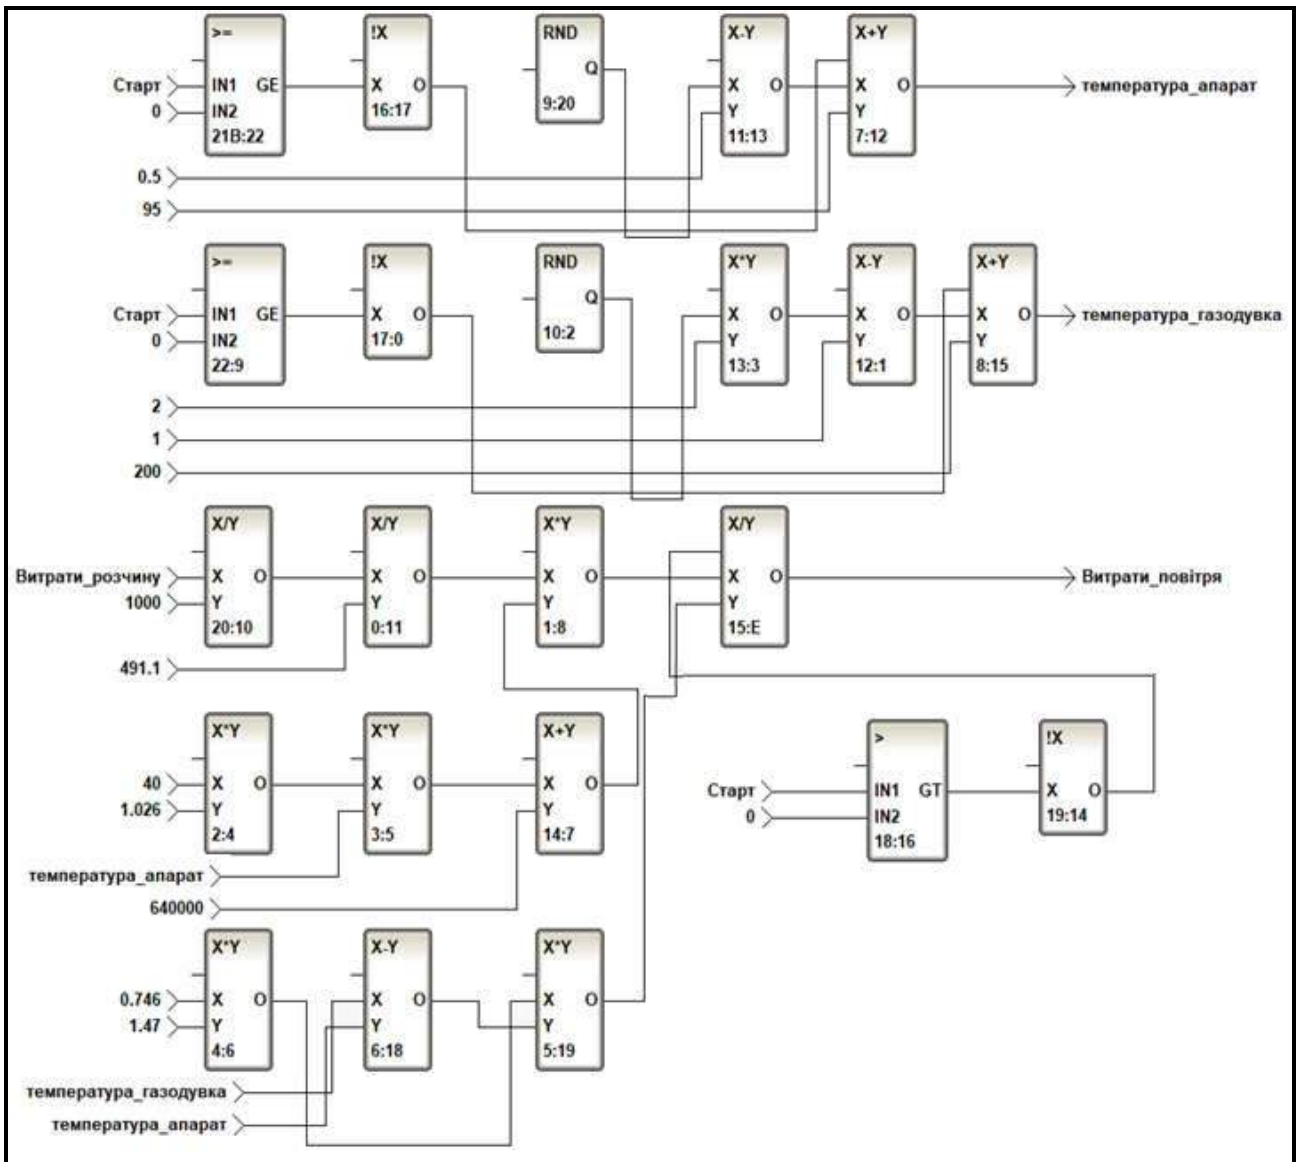 >= !X RND X-Y X+Y
Q
Старт IN1 GE X O X O X O температура_апарат
0 IN2 16:17 9:20 Y Y
21B:22 11:13 7:12
0.5
95
>= !X RND X*Y X-Y X+Y
Q
Старт IN1 GE X O X O X O X O температура_газодувка
0 IN2 17:0 10:2 Y Y Y
22:9 13:3 12:1 8:15
2
1
200
X/Y X/Y X*Y X/Y
Витрати_розчину X O X O X O X O Витрати_повітря
1000 Y Y Y Y
20:10 0:11 1:8 15:E
491.1
X*Y X*Y X+Y > !X
40 X O X O X O Старт IN1 GT X O
1.026 Y Y Y 0 IN2 19:14
2:4 3:5 14:7 18:16
температура_апарат
640000
X*Y X-Y X*Y
0.746 X O X O X O
1.47 Y Y Y
4:6 6:18 5:19
температура_газодувка
температура_апарат